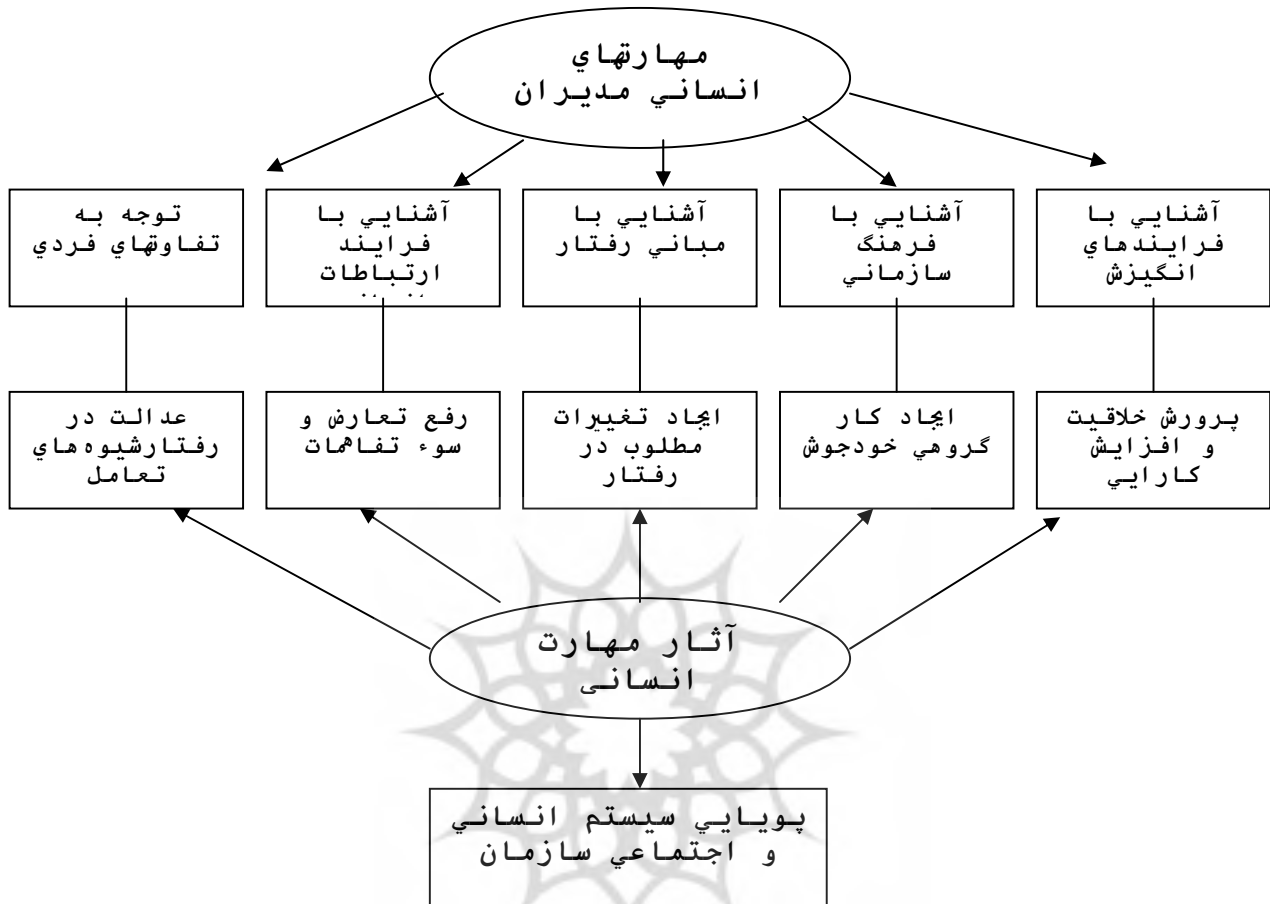 مهارتهاي
انساني مديران
آشنايي با
فرايندهاي
انگيزش
آشنايي با
فرهنگ
سازماني
آشنايي با
مباني رفتار
آشنايي با
فرايند
ارتباطات
توجه به
تفاوتهاي فردي
پرورش خلاقيت
و افزايش
كارايي
ايجاد كار
گروهي خودجوش
ايجاد تغييرات
مطلوب در
رفتار
رفع تعارض و
سوء تفاهمات
عدالت در
رفتارشيوه هاي
تعامل
آثار مهارت
انسانی
پويايي سيستم انساني
و اجتماعي سازمان